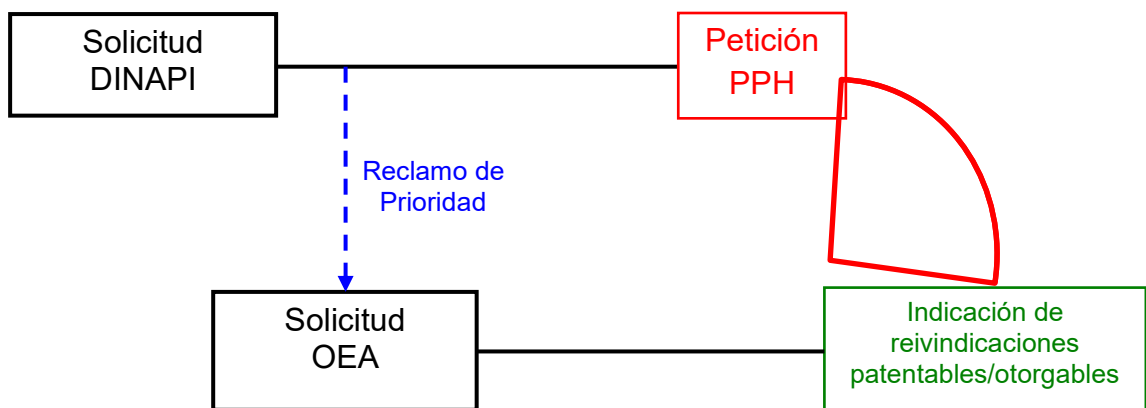 Solicitud
DINAPI
Petición
PPH
Reclamo de
Prioridad
Solicitud
OEA
Indicación de
reivindicaciones
patentables/otorgables